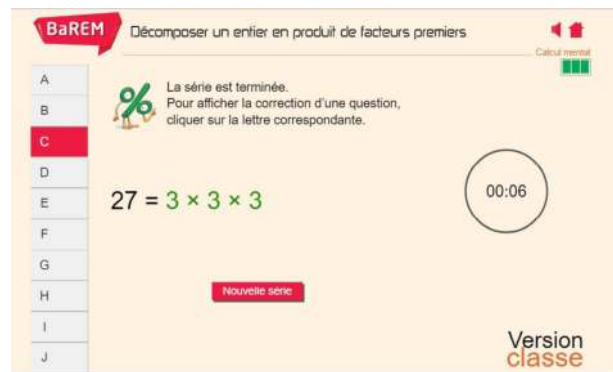 BaREM
Décomposer un entier en produit de facteurs premiers
Calcul mental
A
B
C
D
E
F
G
H
I
J
La série est terminée.
Pour afficher la correction d'une question,
cliquer sur la lettre correspondante.
27 = 3 × 3 × 3
00:06
Nouvelle série
Version
classe